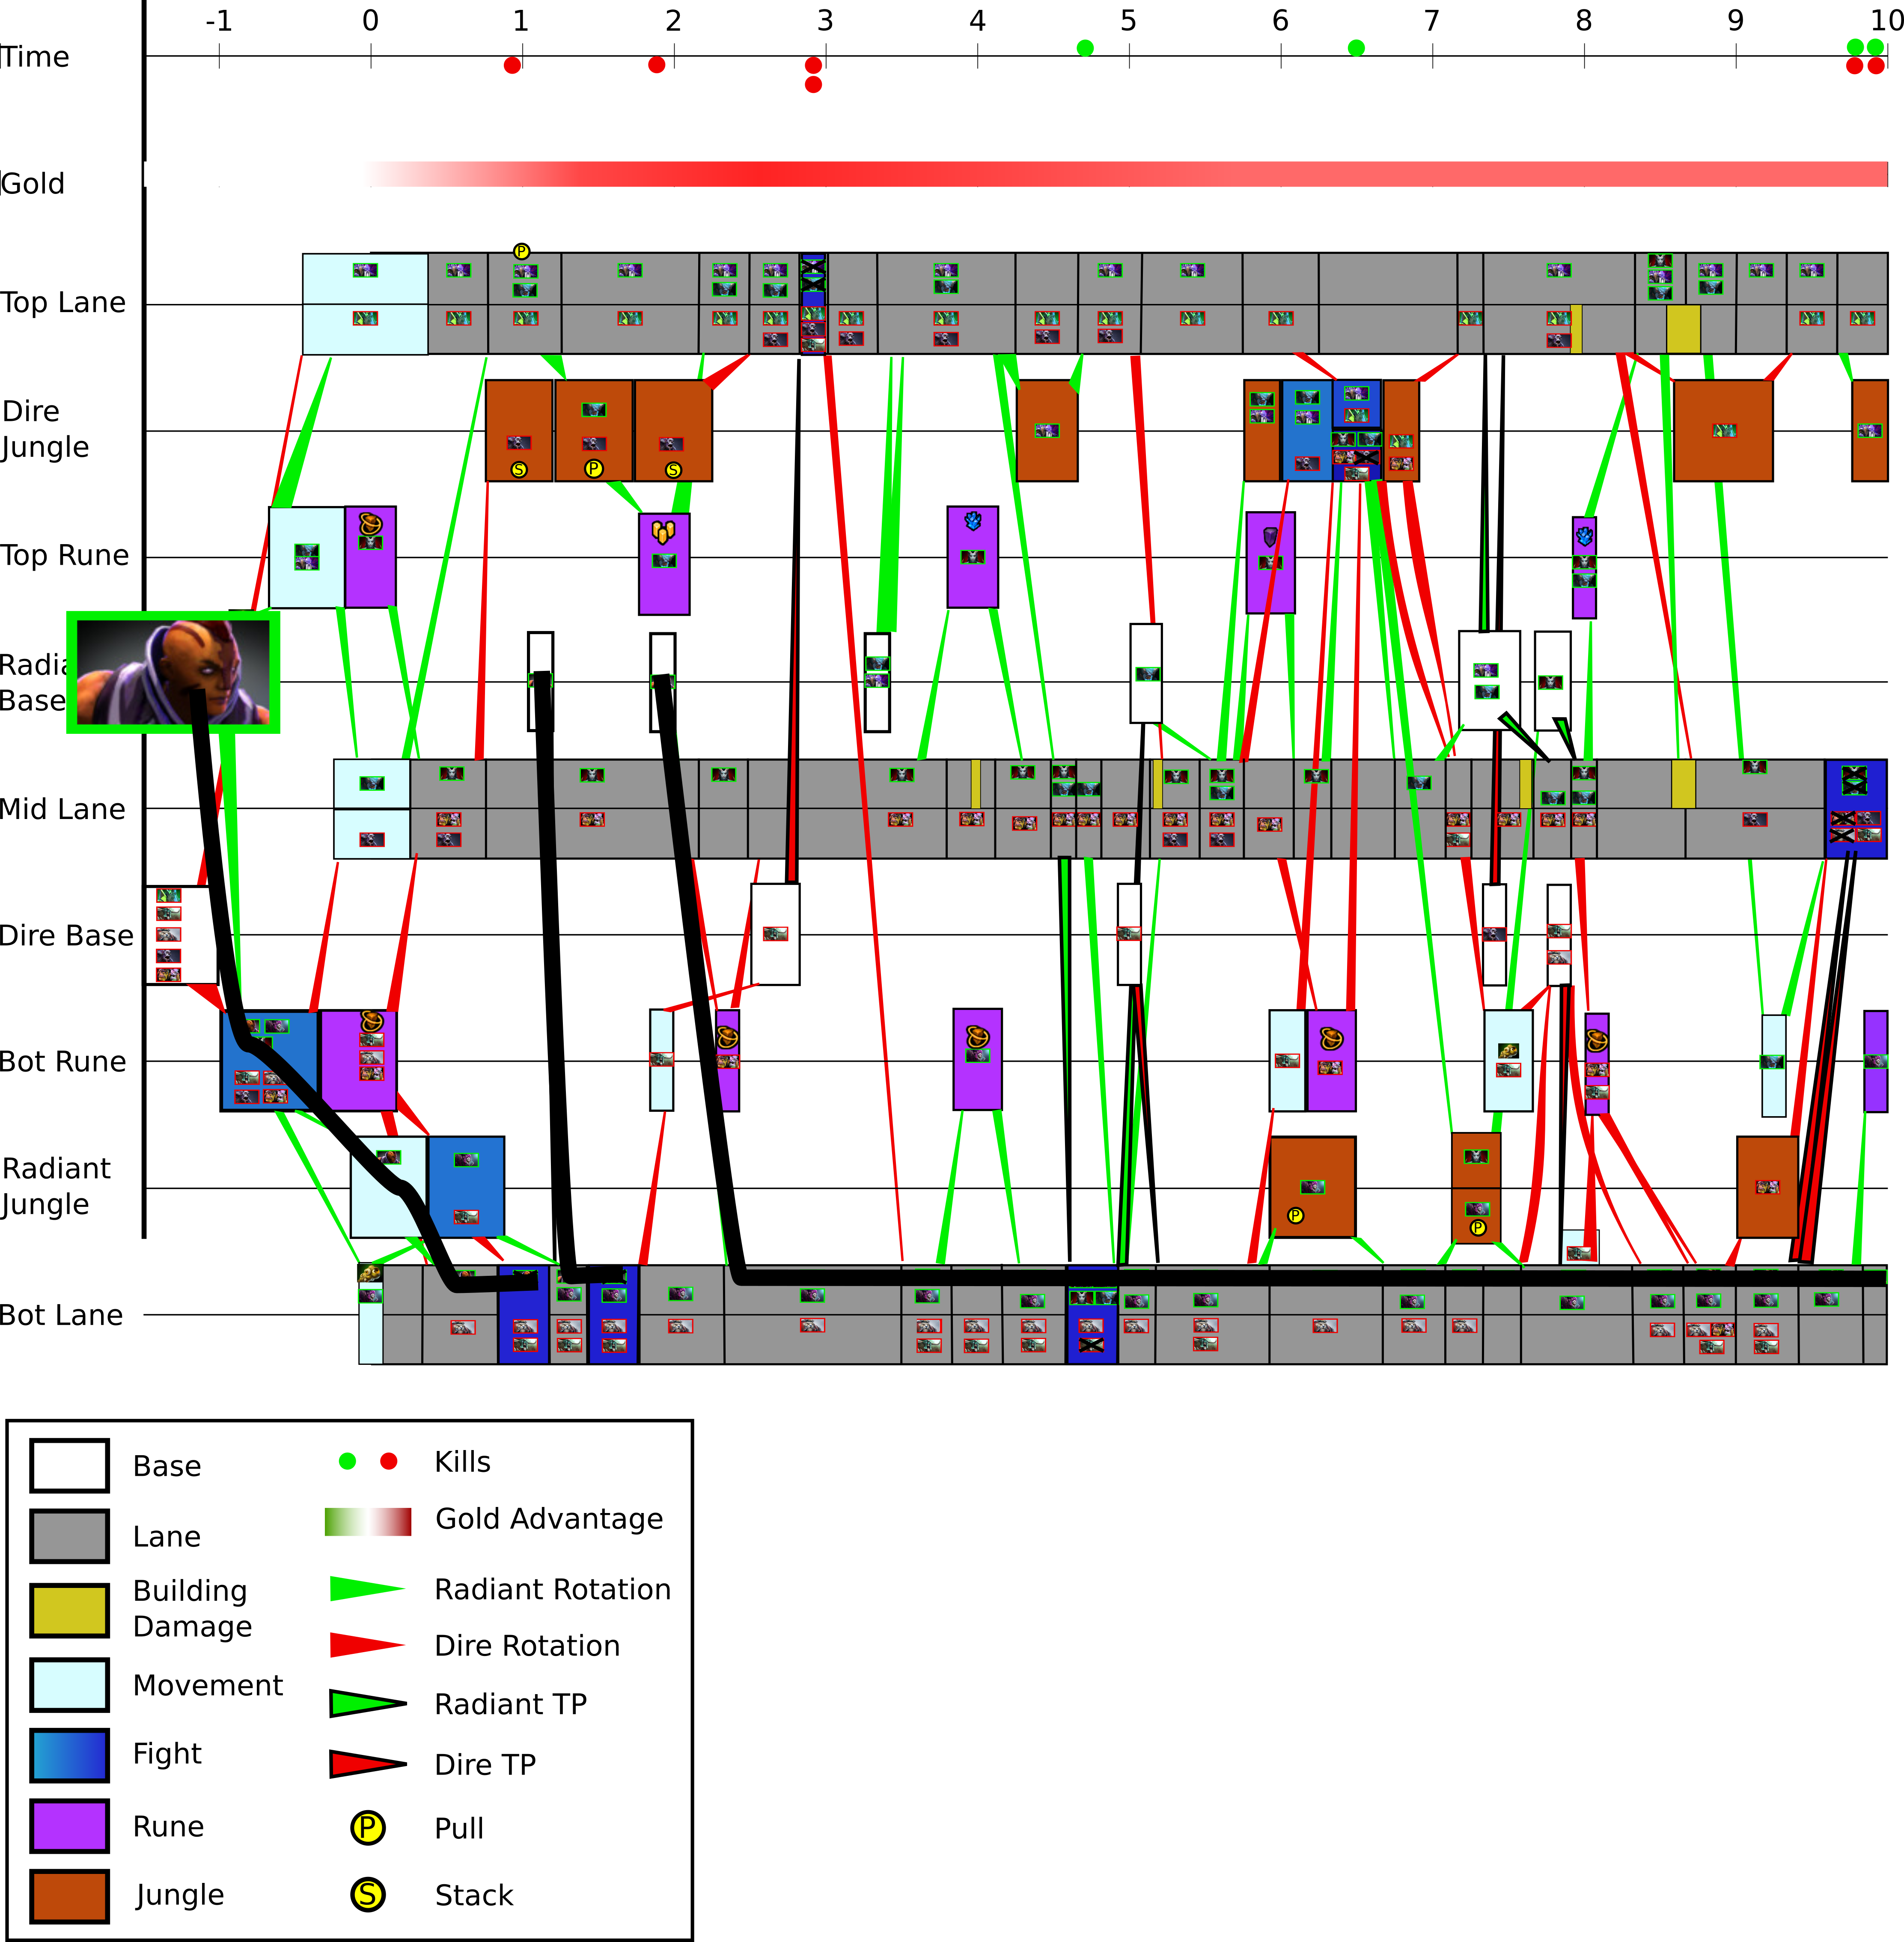 -1 0 1 2 3 4 5 6 7 8 9 10
Time
Gold
P
Top Lane
Dire
Jungle
S P S
Top Rune
Radia
Base
Mid Lane
Dire Base
Bot Rune
Radiant
Jungle
P P
Bot Lane
Base
Lane
Building
Damage
Movement
Fight
Rune
Jungle
Kills
Gold Advantage
Radiant Rotation
Dire Rotation
Radiant TP
Dire TP
P Pull
S Stack